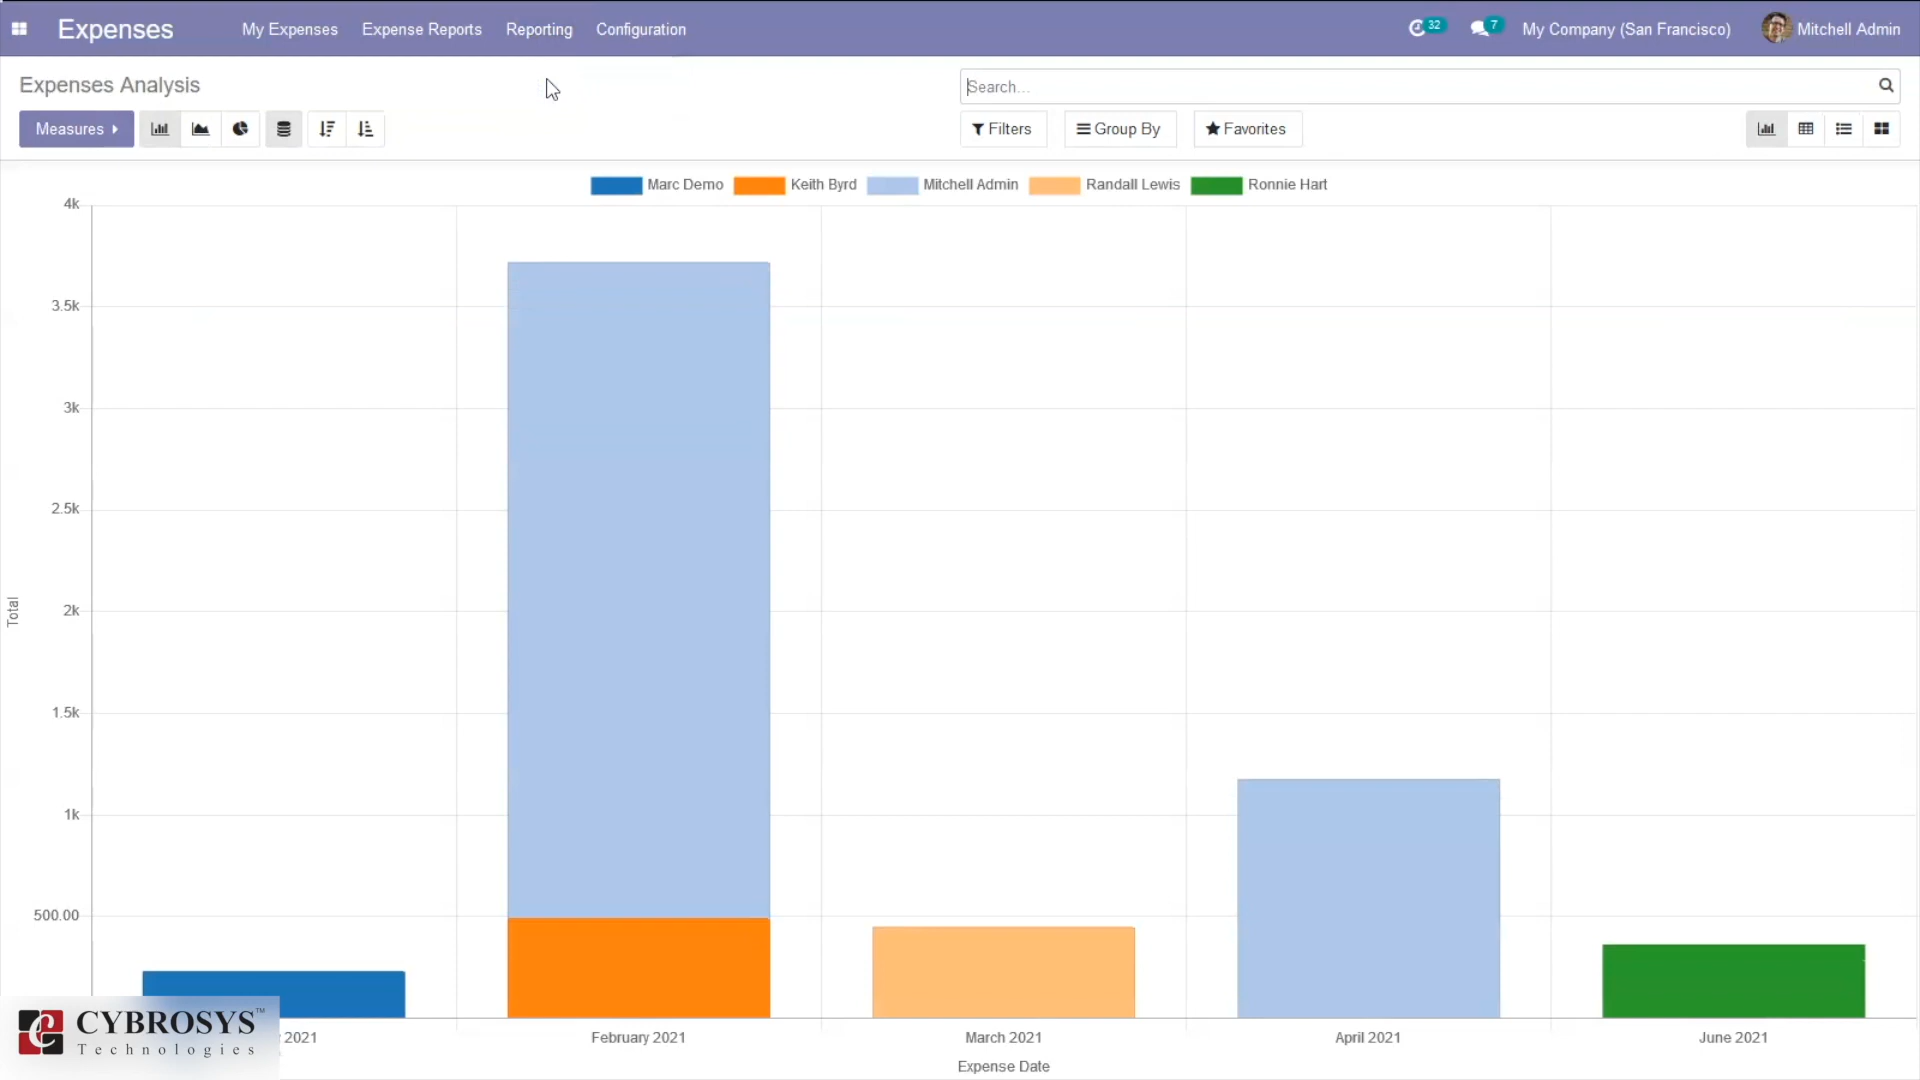 Expenses My Expenses Expense Reports Reporting Configuration 32 7 My Company (San Francisco) Mitchell Admin
Expenses Analysis Search...
Measures Filters Group By Favorites
Marc Demo Keith Byrd Mitchell Admin Randall Lewis Ronnie Hart
4k
3.5k
3k
2.5k
2k
1.5k
1k
500.00
Total
2021 February 2021 March 2021 April 2021 June 2021
Expense Date
CYBROSYS™
Technologies